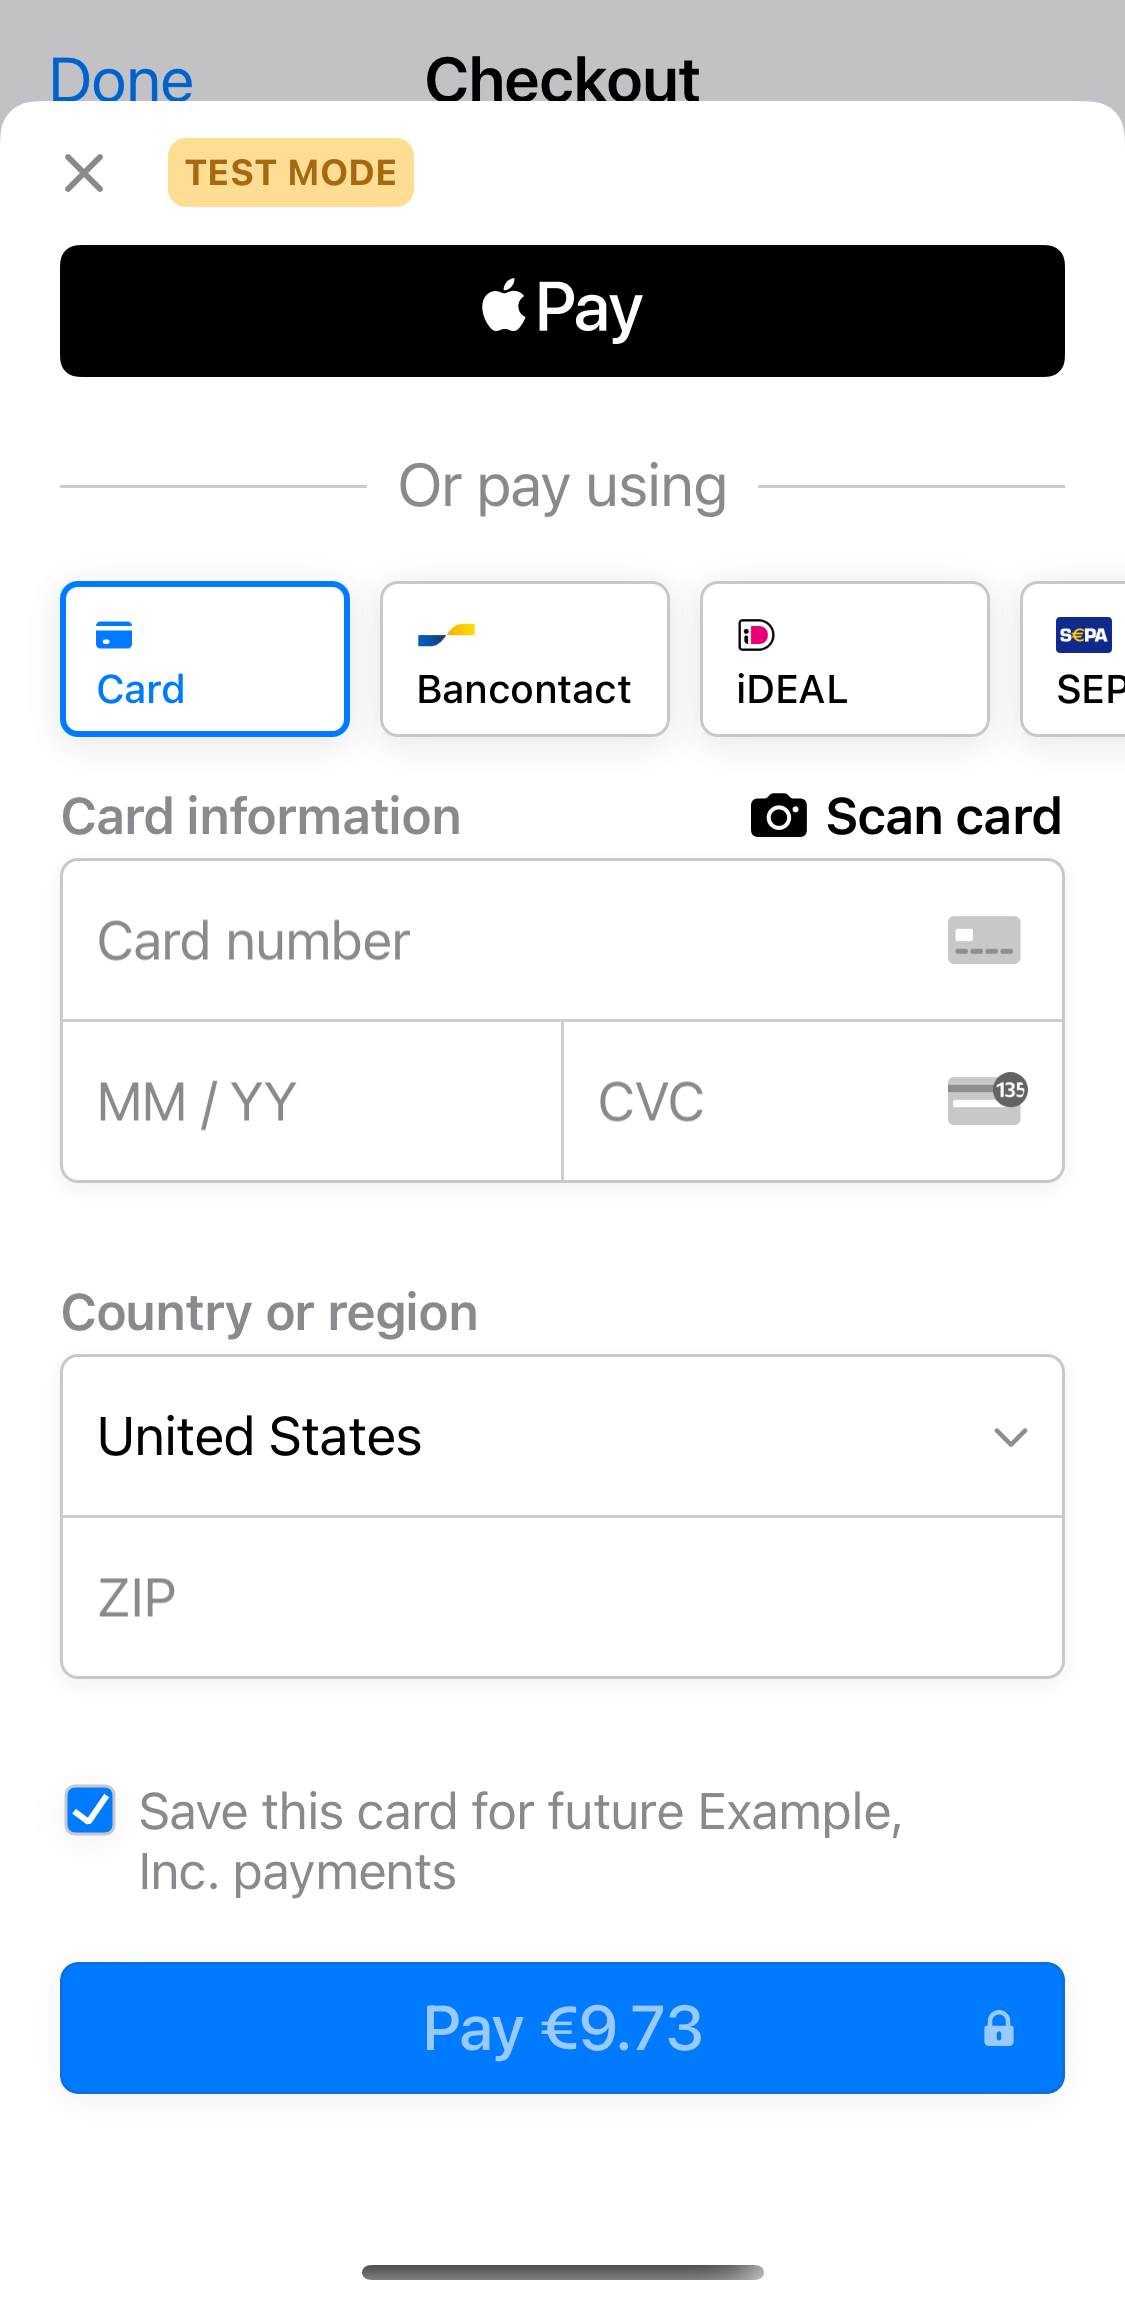 Done
Checkout
TEST MODE
Pay
Or pay using
Card
Bancontact
iDEAL
S€PA
SEP
Card information
Scan card
Card number
MM / YY
CVC
135
Country or region
United States
ZIP
Save this card for future Example,
Inc. payments
Pay €9.73